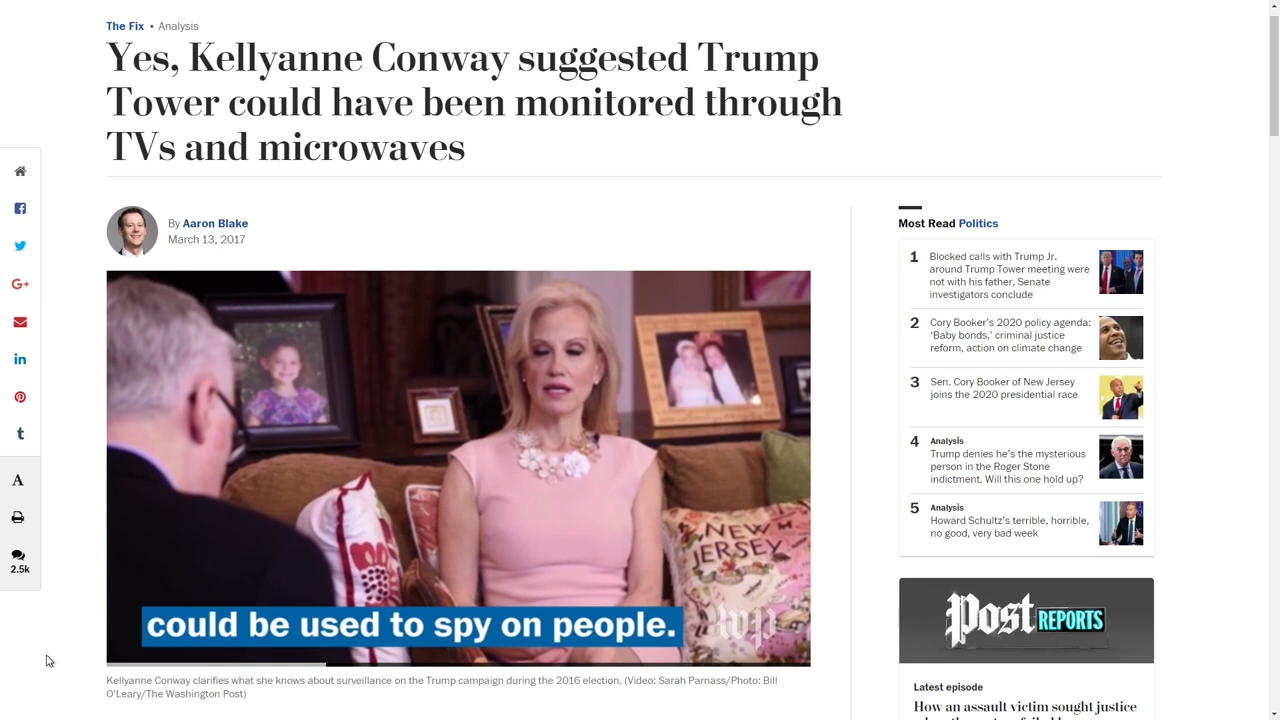 The Fix • Analysis
Yes, Kellyanne Conway suggested Trump
Tower could have been monitored through
TVs and microwaves
By Aaron Blake
March 13, 2017
NEW
JERSEY
could be used to spy on people.
wp
Kellyanne Conway clarifies what she knows about surveillance on the Trump campaign during the 2016 election. (Video: Sarah Parnass/Photo: Bill
O'Leary/The Washington Post)
G+
in
t
A
2.5k
Most Read Politics
1 Blocked calls with Trump Jr.
around Trump Tower meeting were
not with his father, Senate
investigators conclude
2 Cory Booker's 2020 policy agenda:
'Baby bonds,' criminal justice
reform, action on climate change
3 Sen. Cory Booker of New Jersey
joins the 2020 presidential race
4 Analysis
Trump denies he's the mysterious
person in the Roger Stone
indictment. Will this one hold up?
5 Analysis
Howard Schultz's terrible, horrible,
no good, very bad week
Post REPORTS
Latest episode
How an assault victim sought justice